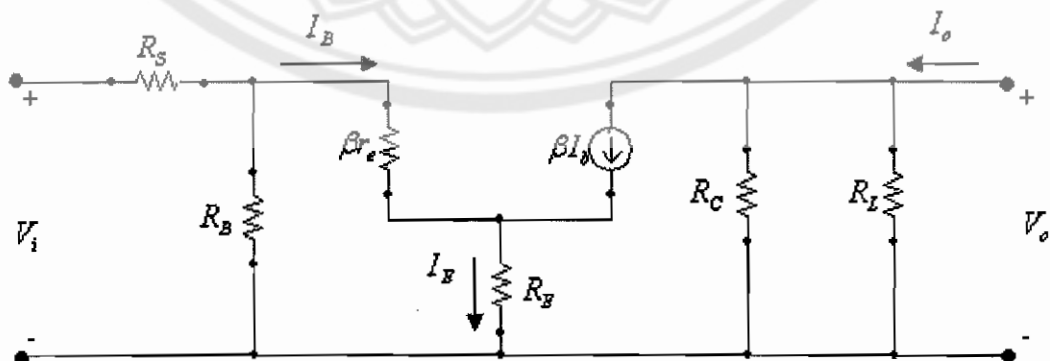 I_B
I_o
R_S
+
+
βr_e
βI_b
R_B
R_C
R_L
V_i
V_o
I_E
R_E
-
-